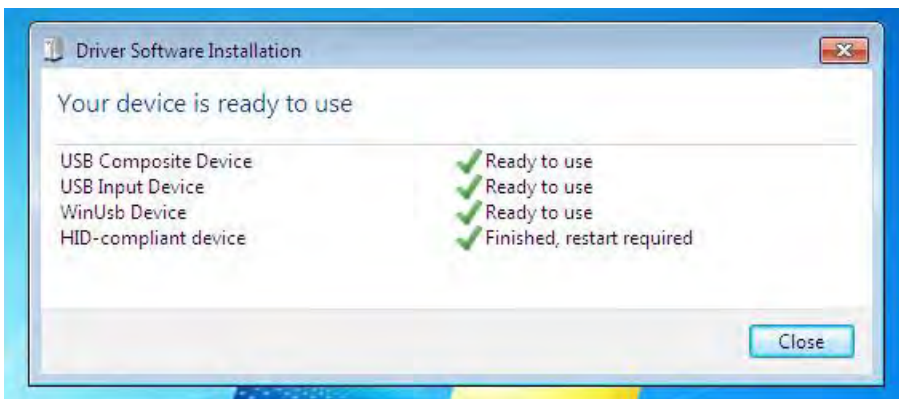 Driver Software Installation
Your device is ready to use
USB Composite Device Ready to use
USB Input Device Ready to use
WinUsb Device Ready to use
HID-compliant device Finished, restart required
Close